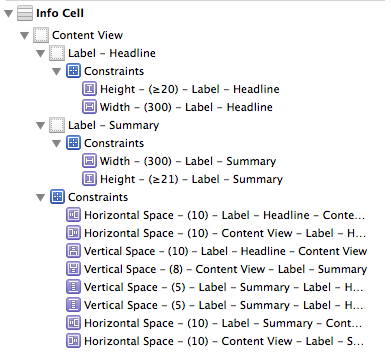 Info Cell
Content View
Label – Headline
Constraints
Height – (≥20) – Label – Headline
Width – (300) – Label – Headline
Label – Summary
Constraints
Width – (300) – Label – Summary
Height – (≥21) – Label – Summary
Constraints
Horizontal Space – (10) – Label – Headline – Conte...
Horizontal Space – (10) – Content View – Label – H...
Vertical Space – (10) – Label – Headline – Content View
Vertical Space – (8) – Content View – Label – Summary
Vertical Space – (5) – Label – Summary – Label – H...
Vertical Space – (5) – Label – Summary – Label – H...
Horizontal Space – (10) – Label – Summary – Cont...
Horizontal Space – (10) – Content View – Label – S...